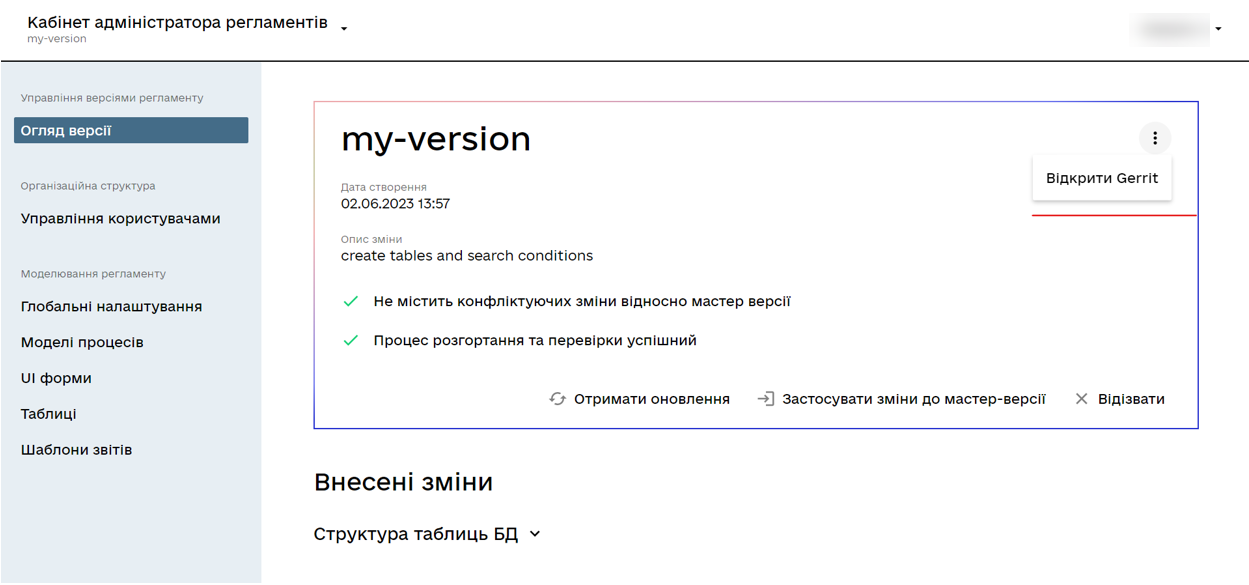 Кабінет адміністратора регламентів
my-version
Управління версіями регламенту
Огляд версії
Організаційна структура
Управління користувачами
Моделювання регламенту
Глобальні налаштування
Моделі процесів
UI форми
Таблиці
Шаблони звітів
my-version
Відкрити Gerrit
Дата створення
02.06.2023 13:57
Опис зміни
create tables and search conditions
Не містить конфліктуючих зміни відносно мастер версії
Процес розгортання та перевірки успішний
Отримати оновлення Застосувати зміни до мастер-версії Відізвати
Внесені зміни
Структура таблиць БД